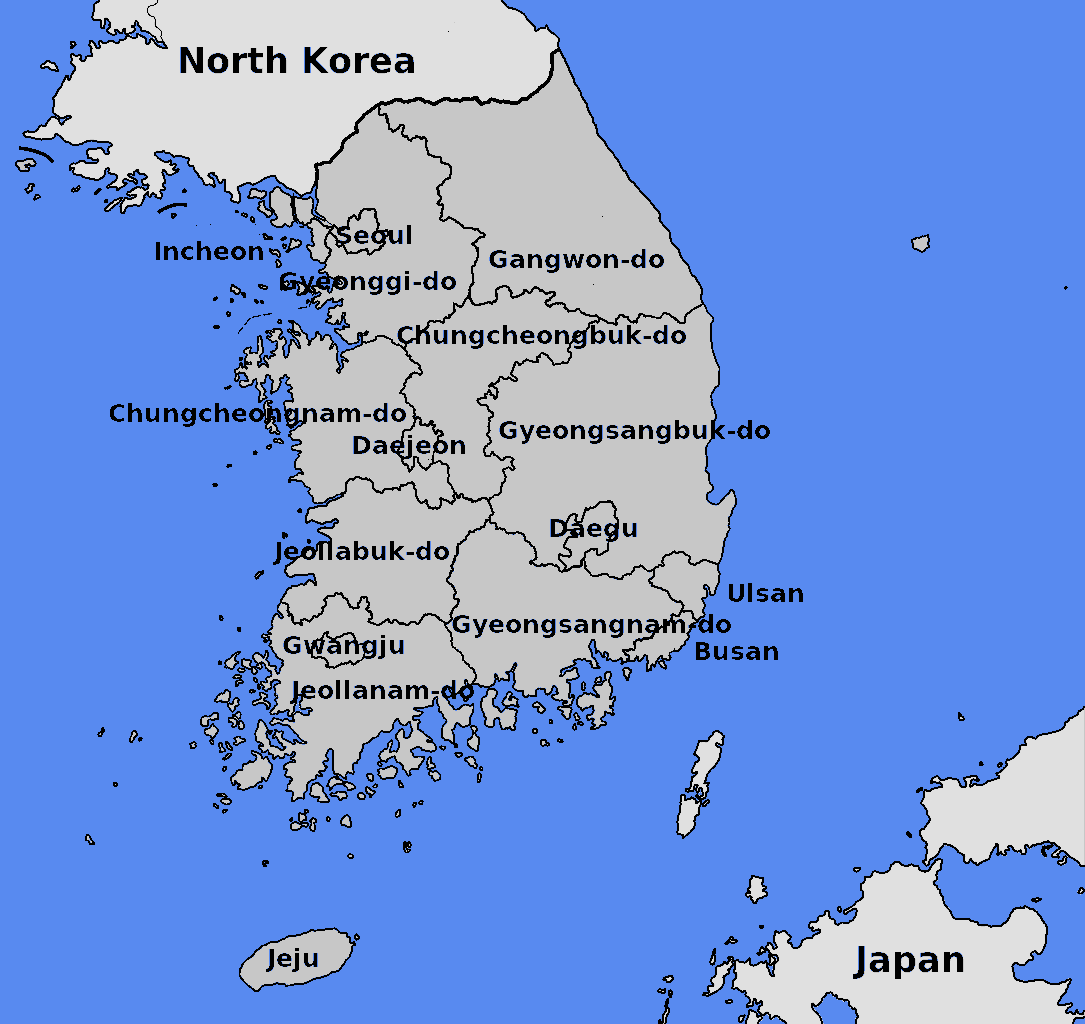 North Korea
Seoul
Incheon
Gangwon-do
Gyeonggi-do
Chungcheongbuk-do
Chungcheongnam-do
Gyeongsangbuk-do
Daejeon
Daegu
Jeollabuk-do
Ulsan
Gyeongsangnam-do
Gwangju
Busan
Jeollanam-do
Jeju
Japan